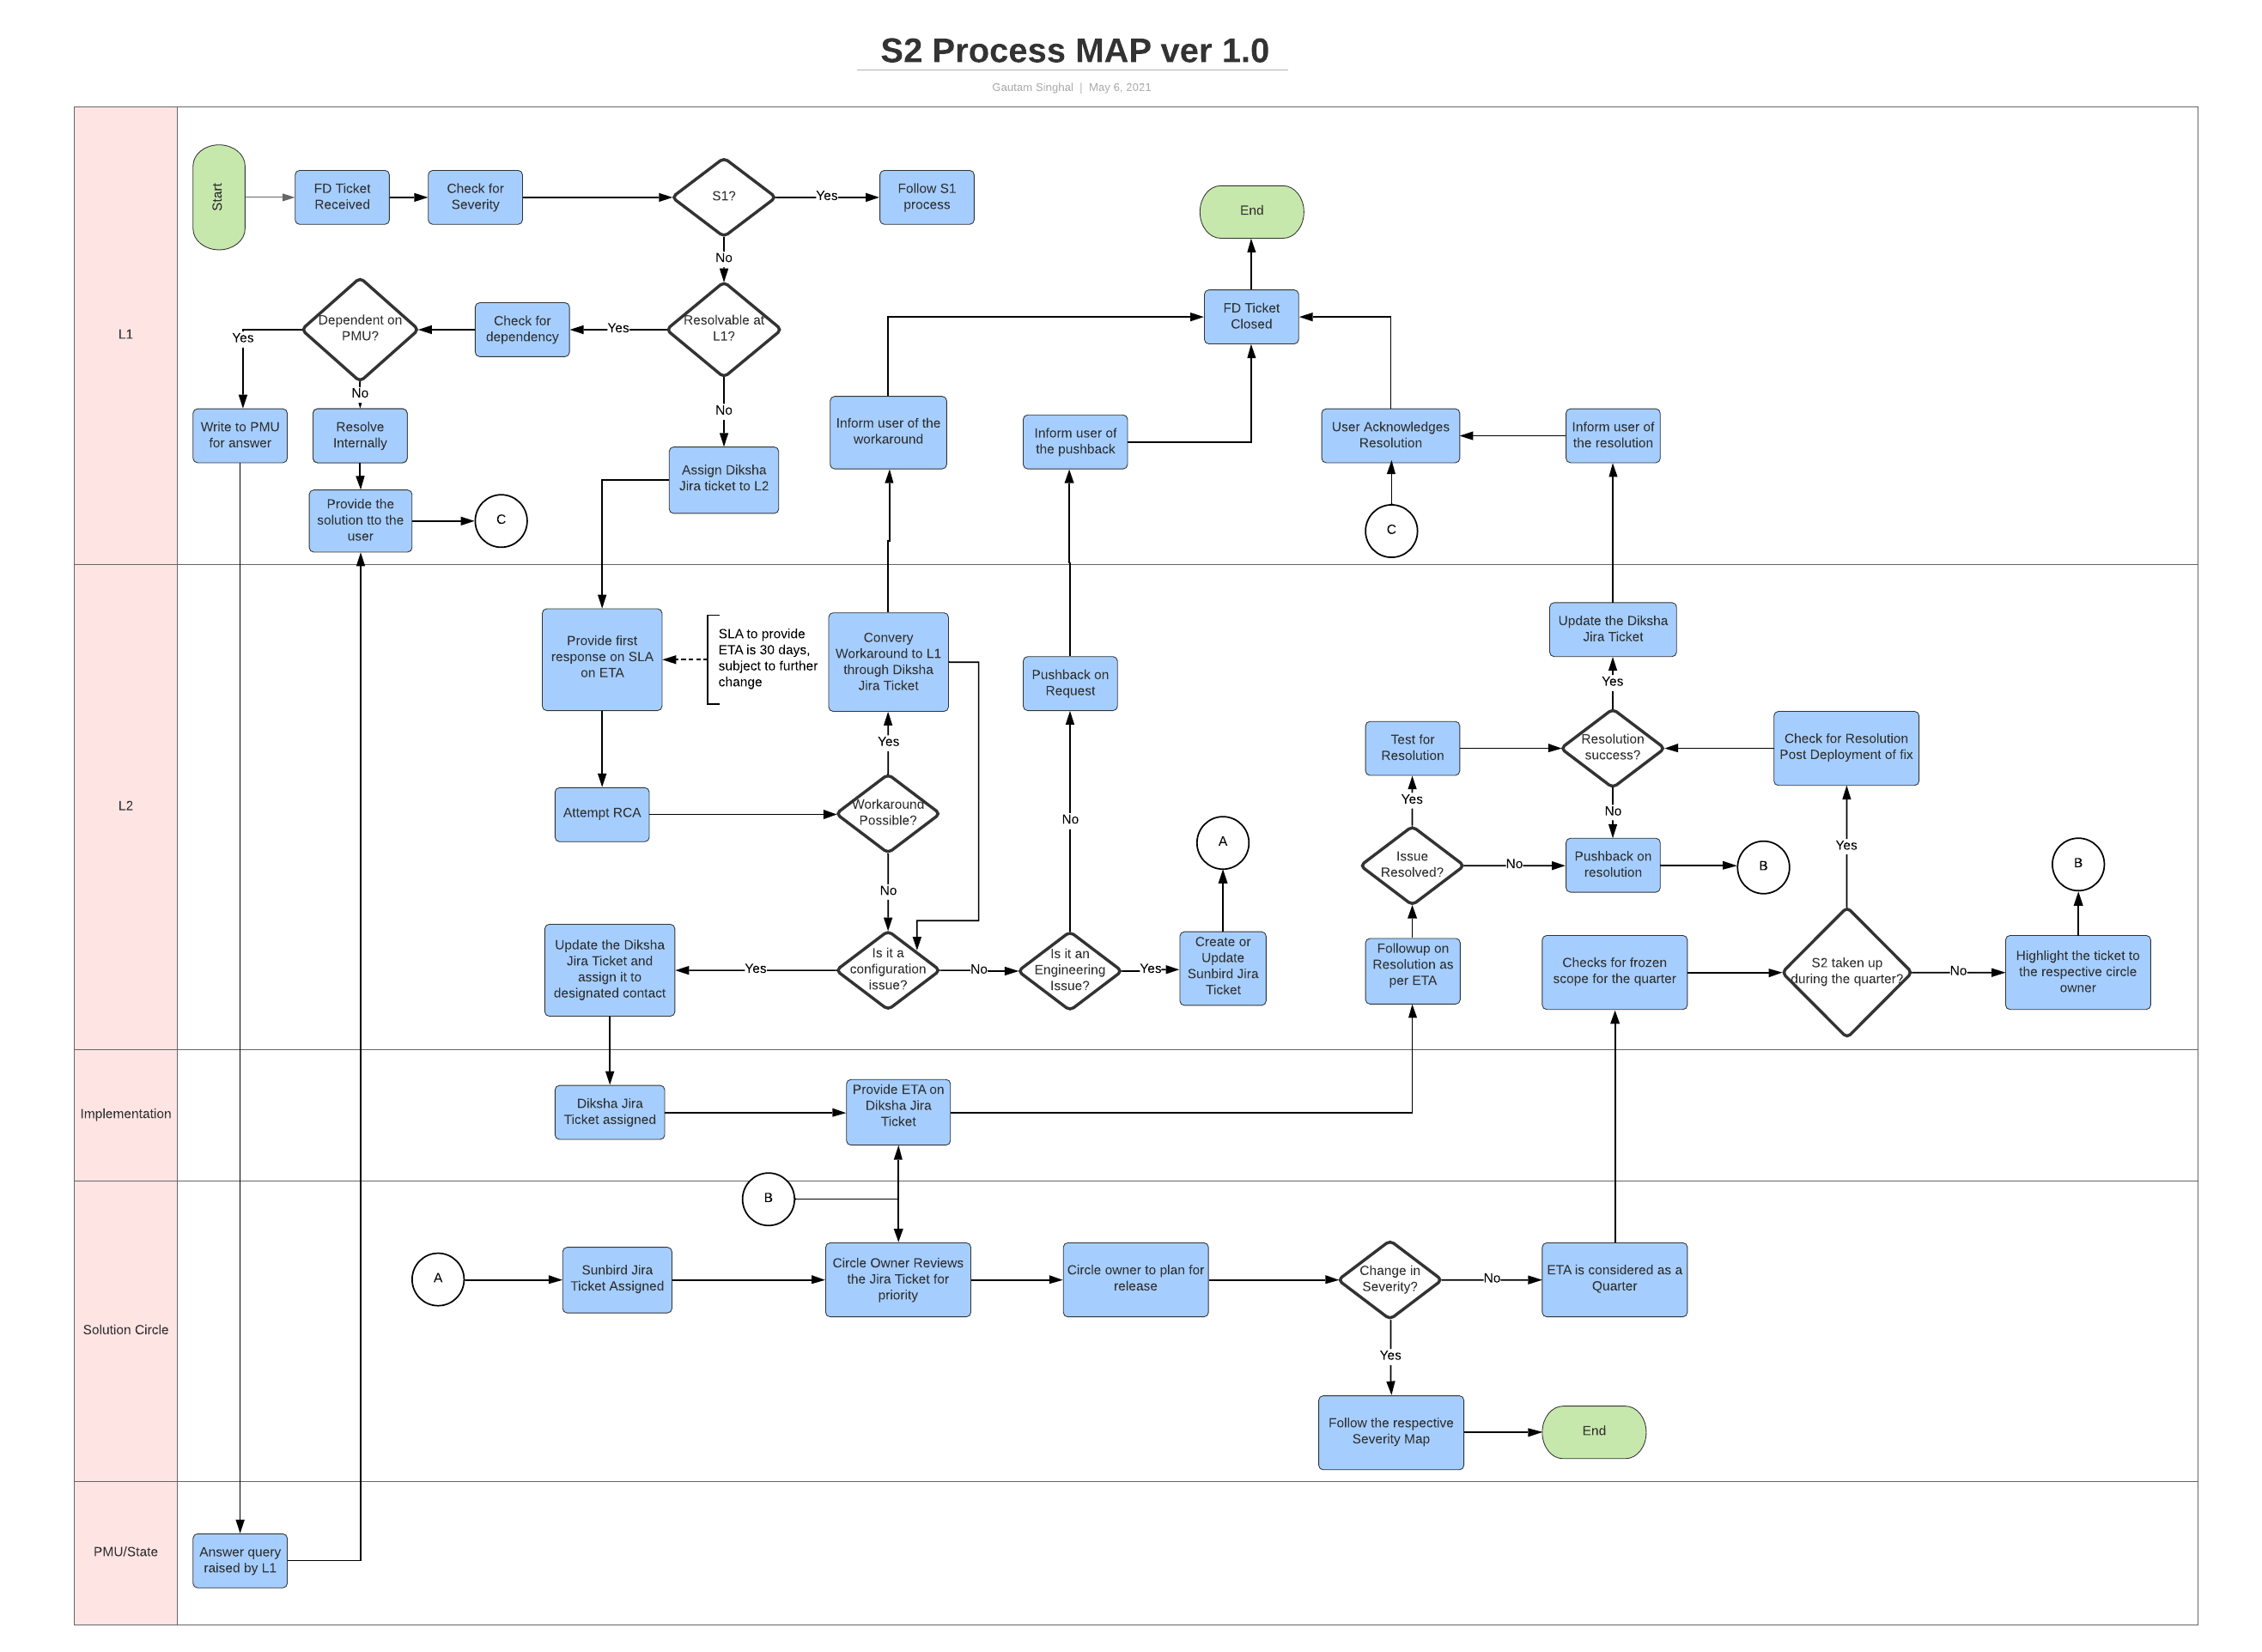 S2 Process MAP ver 1.0
Gautam Singhal | May 6, 2021
L1
Start
FD Ticket
Received
Check for
Severity
S1?
Yes
Follow S1
process
No
End
Dependent on
PMU?
Check for
dependency
Yes
Resolvable at
L1?
FD Ticket
Closed
Yes
No
No
Write to PMU
for answer
Resolve
Internally
Assign Diksha
Jira ticket to L2
Inform user of the
workaround
Inform user of
the pushback
User Acknowledges
Resolution
Inform user of
the resolution
Provide the
solution tto the
user
C
C
L2
Provide first
response on SLA
on ETA
SLA to provide
ETA is 30 days,
subject to further
change
Convery
Workaround to L1
through Diksha
Jira Ticket
Pushback on
Request
Update the Diksha
Jira Ticket
Yes
Yes
Test for
Resolution
Resolution
success?
Check for Resolution
Post Deployment of fix
Attempt RCA
Workaround
Possible?
No
Yes
No
Yes
A
Issue
Resolved?
No
Pushback on
resolution
B
B
No
Update the Diksha
Jira Ticket and
assign it to
designated contact
Yes
Is it a
configuration
issue?
No
Is it an
Engineering
Issue?
Yes
Create or
Update
Sunbird Jira
Ticket
Followup on
Resolution as
per ETA
Checks for frozen
scope for the quarter
S2 taken up
during the quarter?
No
Highlight the ticket to
the respective circle
owner
Implementation
Diksha Jira
Ticket assigned
Provide ETA on
Diksha Jira
Ticket
Solution Circle
B
A
Sunbird Jira
Ticket Assigned
Circle Owner Reviews
the Jira Ticket for
priority
Circle owner to plan for
release
Change in
Severity?
No
ETA is considered as a
Quarter
Yes
Follow the respective
Severity Map
End
PMU/State
Answer query
raised by L1